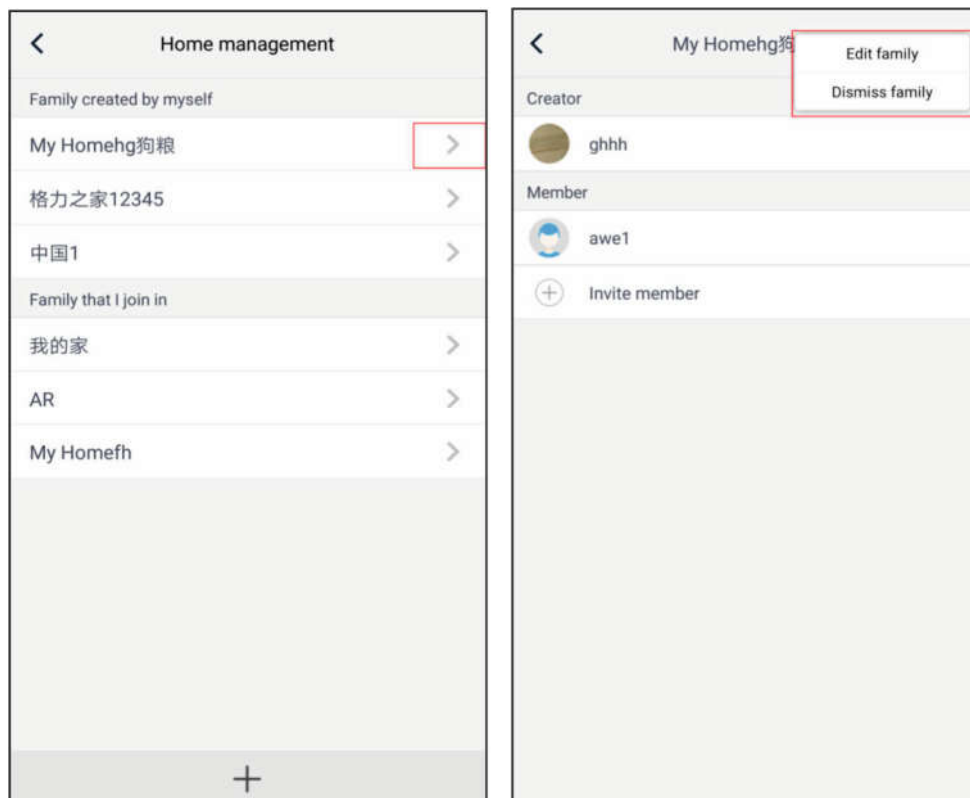 Home management
Family created by myself
My Homehg狗粮
格力之家12345
中国1
Family that I join in
我的家
AR
My Homefh
My Homehg狗
Edit family
Dismiss family
Creator
ghhh
Member
awe1
Invite member